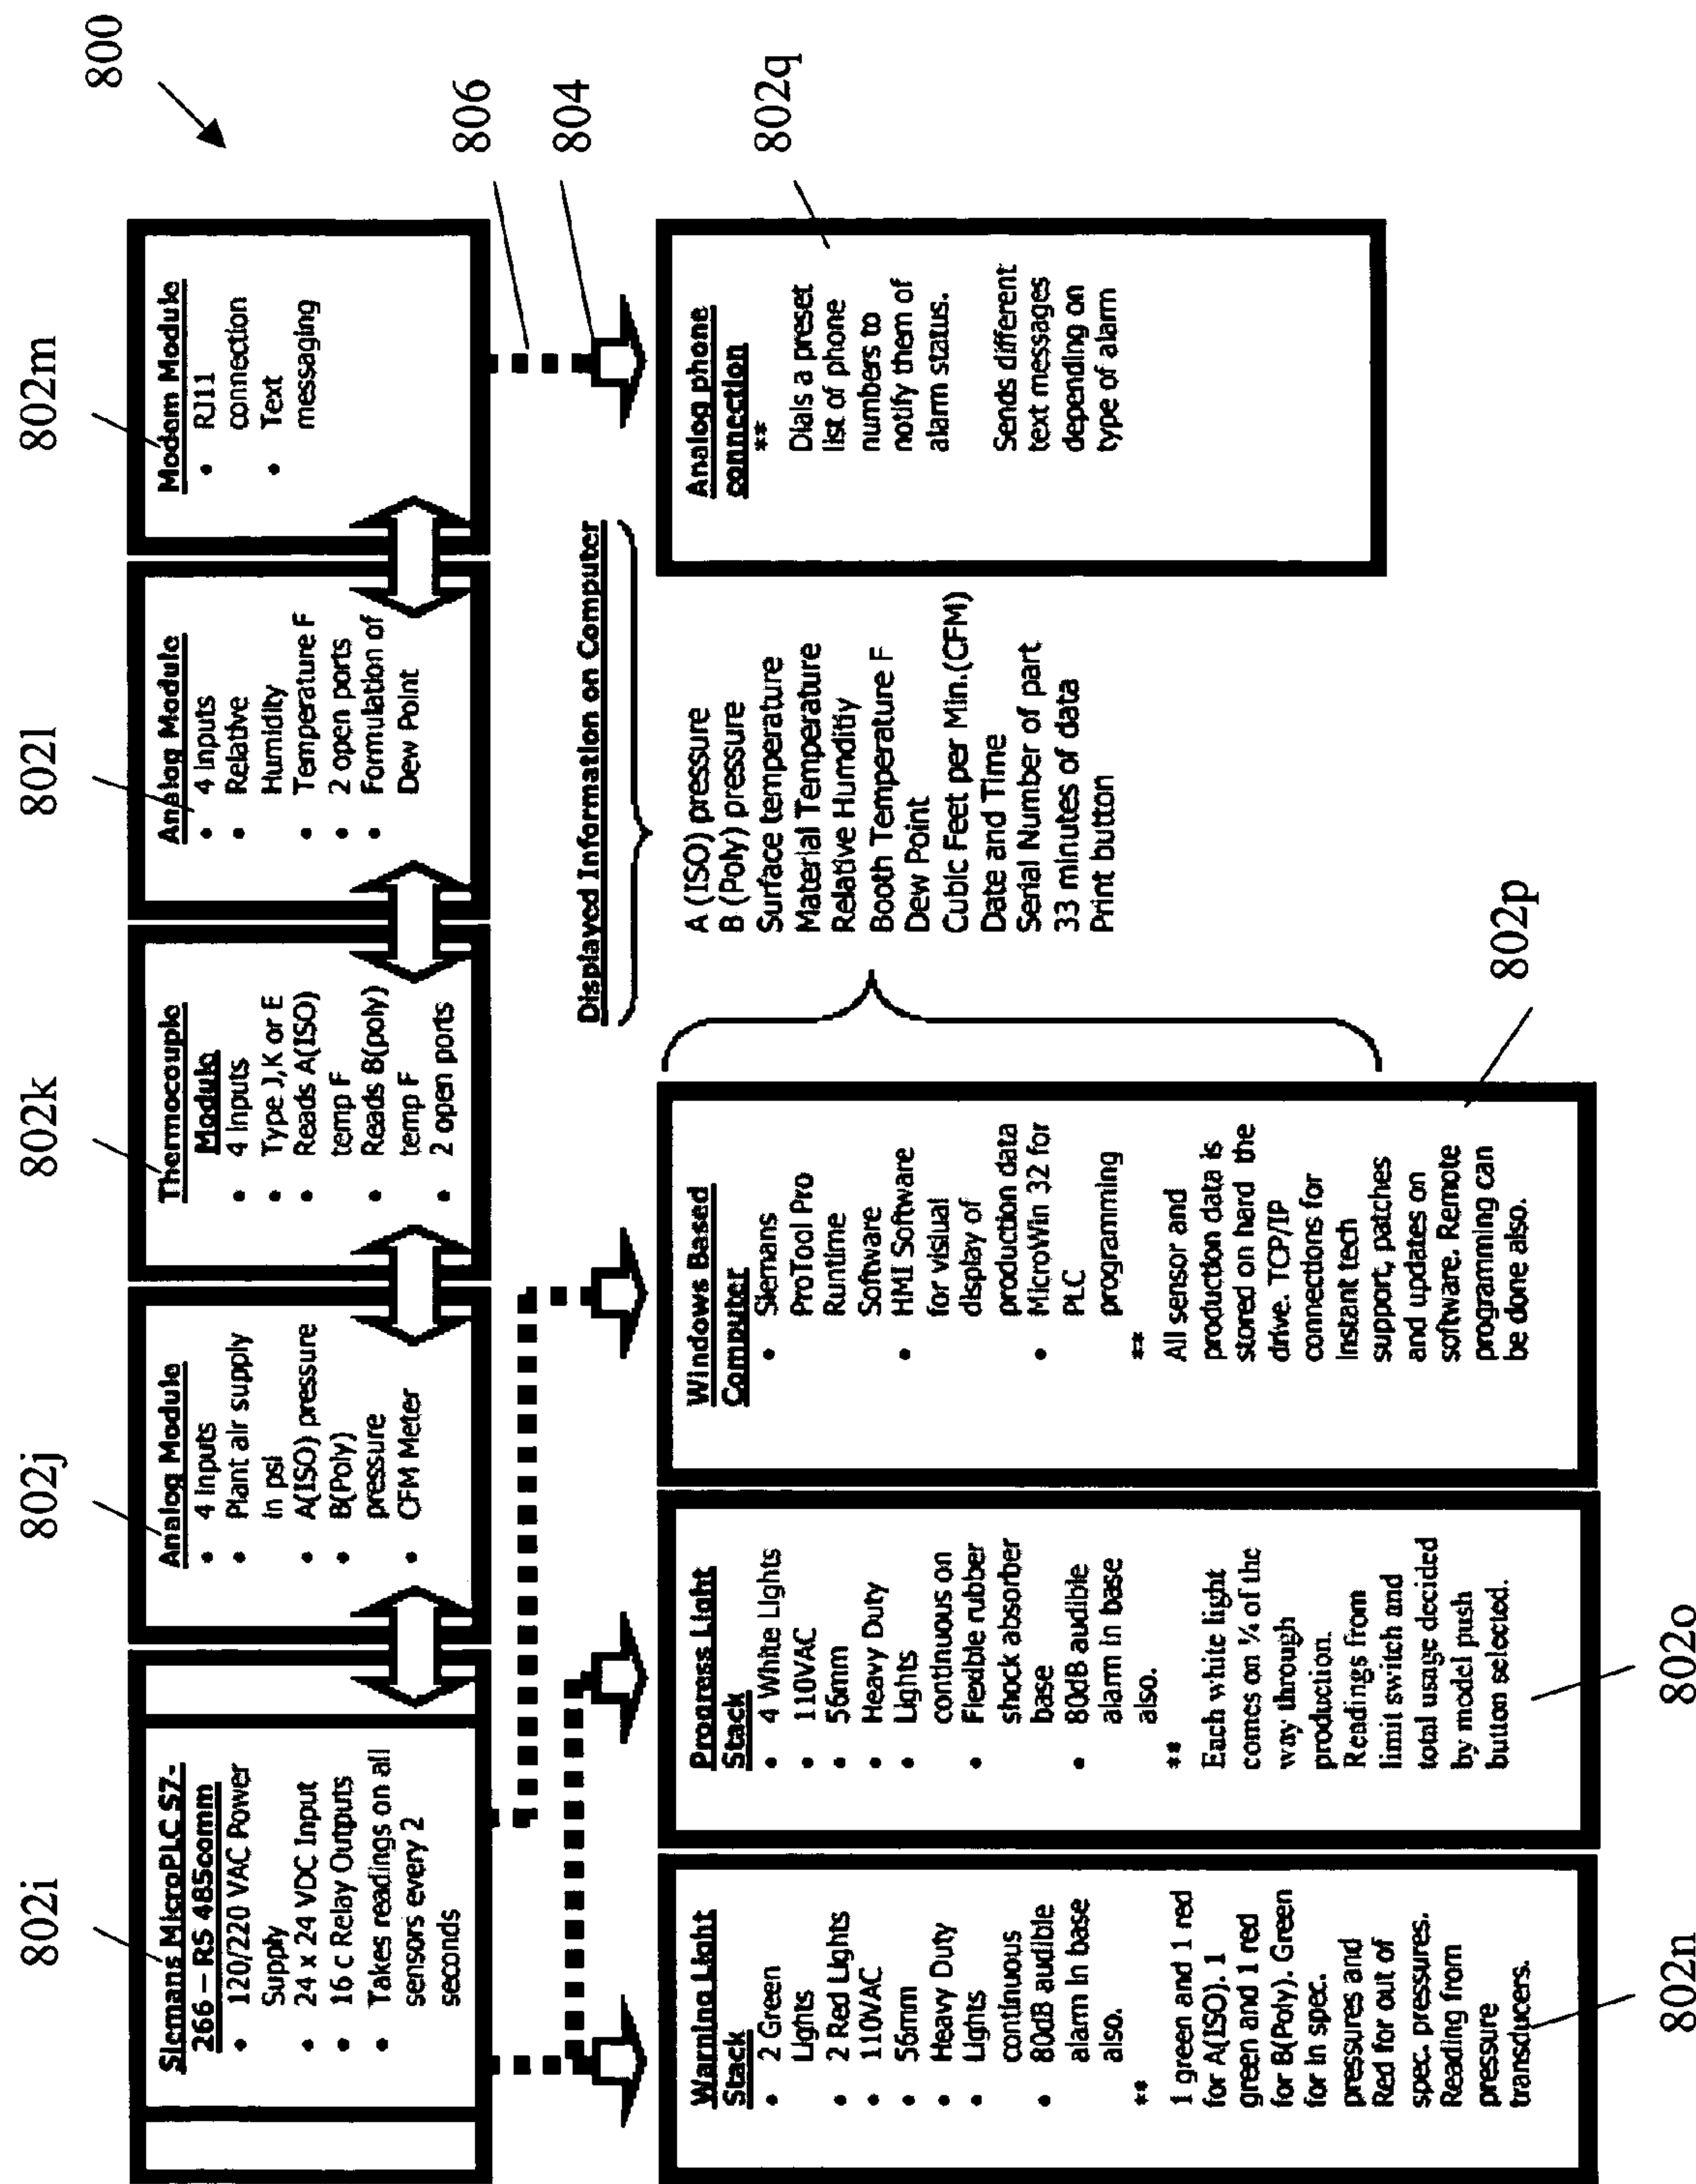 800
802i
802j
802k
802l
802m
Siemans MicroPLC S7-
266 – RS 485comm
• 120/220 VAC Power
Supply
• 24 x 24 VDC Input
• 16 c Relay Outputs
• Takes readings on all
sensors every 2
seconds
Analog Module
• 4 Inputs
• Plant air supply
in psi
• A(ISO) pressure
• B(Poly)
pressure
• CFM Meter
Thermocouple
Module
• 4 Inputs
• Type J,K or E
• Reads A(ISO)
temp F
• Reads B(poly)
temp F
• 2 open ports
Analog Module
• 4 Inputs
• Relative
Humidity
• Temperature F
• 2 open ports
• Formulation of
Dew Point
Modem Module
• RJ11
connection
• Text
messaging
806
804
Warning Light
Stack
• 2 Green
Lights
• 2 Red Lights
• 110VAC
• 56mm
• Heavy Duty
• Lights
continuous
• 80dB audible
alarm in base
also.
**
1 green and 1 red
for A(ISO). 1
green and 1 red
for B(Poly). Green
for in spec.
pressures and
Red for out of
spec. pressures.
Reading from
pressure
transducers.
802n
Progress Light
Stack
• 4 White Lights
• 110VAC
• 56mm
• Heavy Duty
• Lights
continuous on
• Flexible rubber
shock absorber
base
• 80dB audible
alarm in base
also.
**
Each white light
comes on ¼ of the
way through
production.
Readings from
limit switch and
total usage decided
by model push
button selected.
802o
Windows Based
Computer
• Siemans
ProTool Pro
Runtime
Software
• HMI Software
for visiual
display of
production data
• MicroWin 32 for
PLC
programming
**
All sensor and
production data is
stored on hard the
drive. TCP/IP
connections for
instant tech
support, patches
and updates on
software. Remote
programming can
be done also.
802p
Displayed Information on Computer
A (ISO) pressure
B (Poly) pressure
Surface temperature
Material Temperature
Relative Humditiy
Booth Temperature F
Dew Point
Cubic Feet per Min.(CFM)
Date and Time
Serial Number of part
33 minutes of data
Print button
Analog phone
connection
**
Dials a preset
list of phone
numbers to
notify them of
alarm status.
Sends different
text messages
depending on
type of alarm
802q